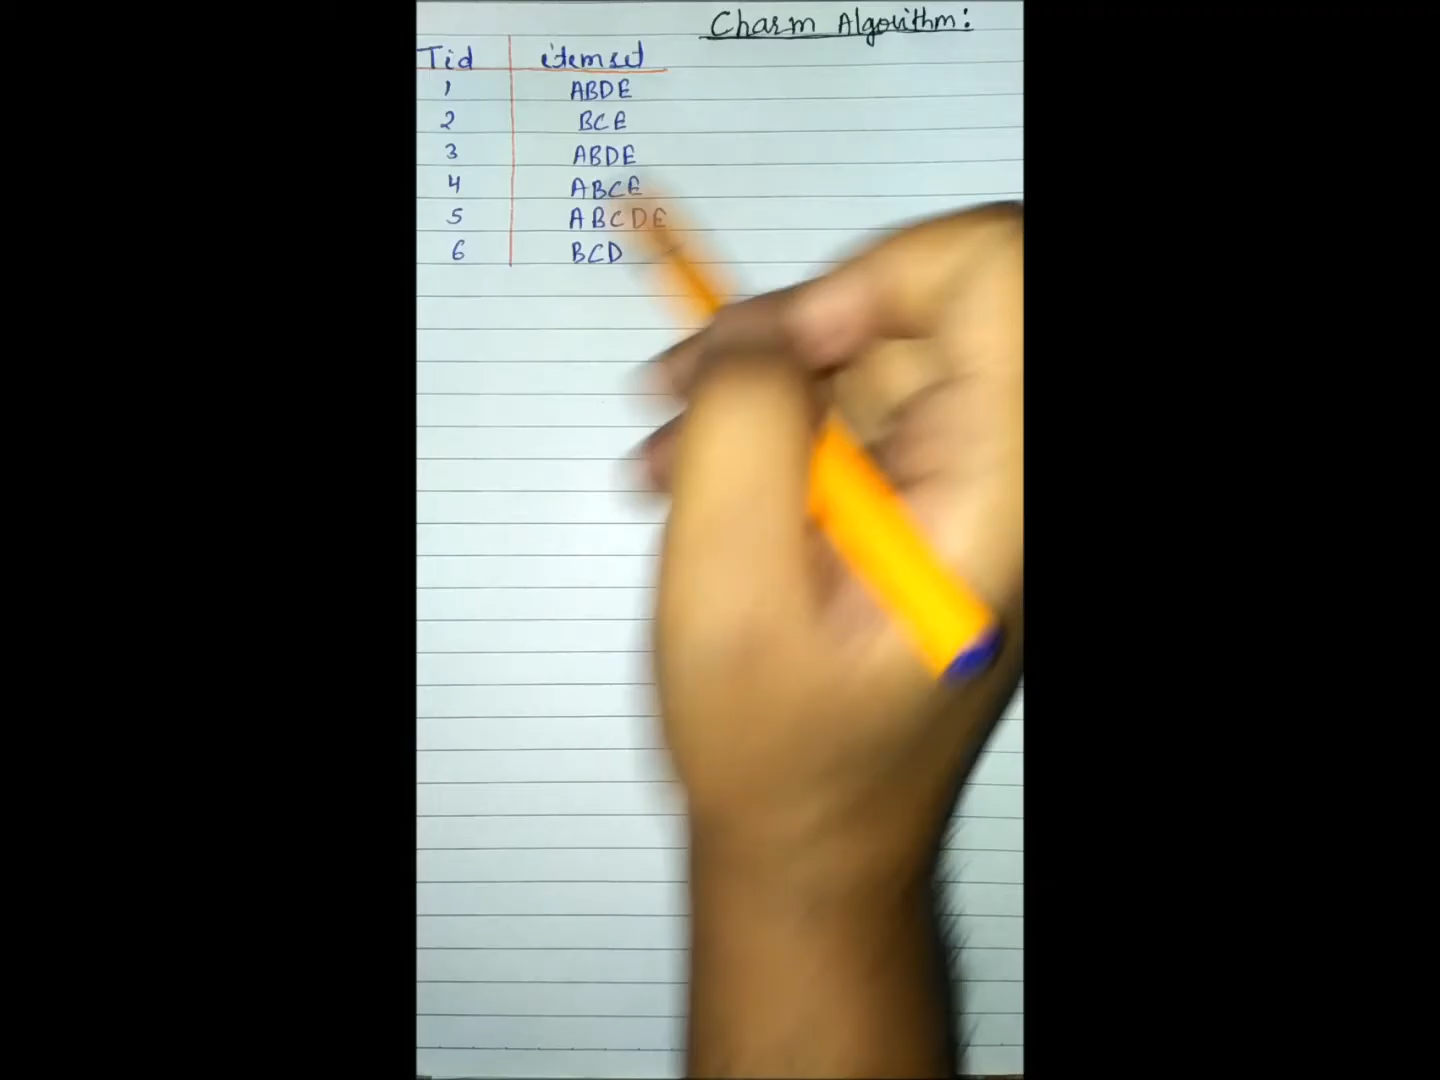 Charm Algorithm:
Tid itemset
1 ABDE
2 BCE
3 ABDE
4 ABCE
5 ABCDE
6 BCD